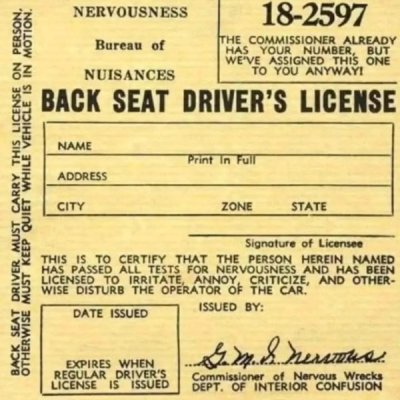 BACK SEAT DRIVER MUST CARRY THIS LICENSE ON PERSON,
OTHERWISE MUST KEEP QUIET WHILE VEHICLE IS IN MOTION.
NERVOUSNESS
Bureau of
NUISANCES
18-2597
THE COMMISSIONER ALREADY
HAS YOUR NUMBER, BUT
WE'VE ASSIGNED THIS ONE
TO YOU ANYWAY!
BACK SEAT DRIVER'S LICENSE
NAME
Print In Full
ADDRESS
CITY ZONE STATE
Signature of Licensee
THIS IS TO CERTIFY THAT THE PERSON HEREIN NAMED
HAS PASSED ALL TESTS FOR NERVOUSNESS AND HAS BEEN
LICENSED TO IRRITATE, ANNOY, CRITICIZE, AND OTHER-
WISE DISTURB THE OPERATOR OF THE CAR.
DATE ISSUED
EXPIRES WHEN
REGULAR DRIVER'S
LICENSE IS ISSUED
ISSUED BY:
G. M. I. Nervous
Commissioner of Nervous Wrecks
DEPT. OF INTERIOR CONFUSION